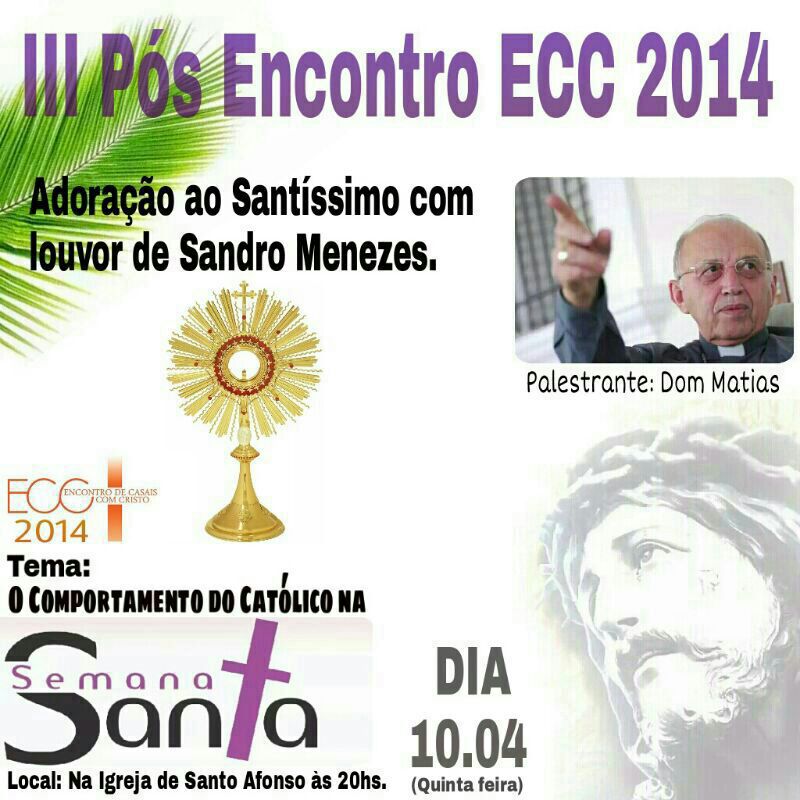 III Pós Encontro ECC 2014
Adoração ao Santíssimo com
louvor de Sandro Menezes.
Palestrante: Dom Matias
ECC
ENCONTRO DE CASAIS
COM CRISTO
2014
Tema:
O COMPORTAMENTO DO CATÓLICO NA
Semana
Santa
DIA
10.04
(Quinta feira)
Local: Na Igreja de Santo Afonso às 20hs.